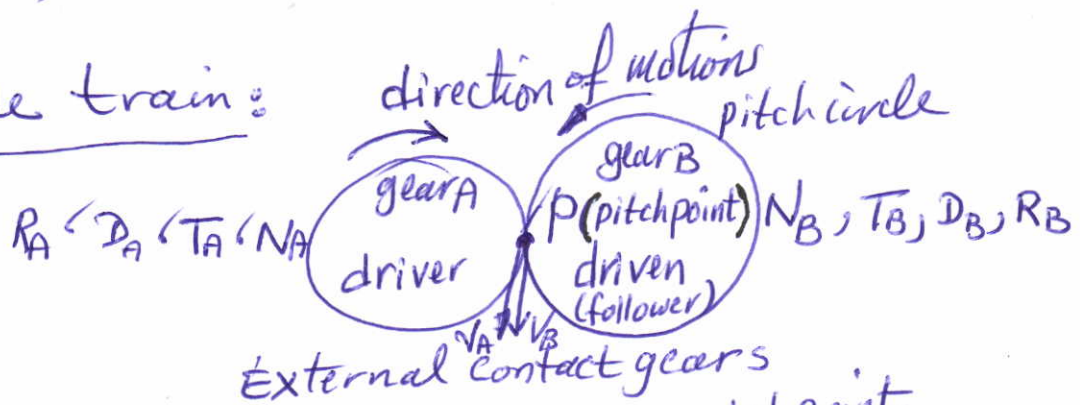 e train:
direction of motions
pitch circle
gear A
driver
gear B
P (pitch point)
driven
(follower)
R_A ، D_A ، T_A ، N_A
N_B, T_B, D_B, R_B
V_A V_B
External contact gears